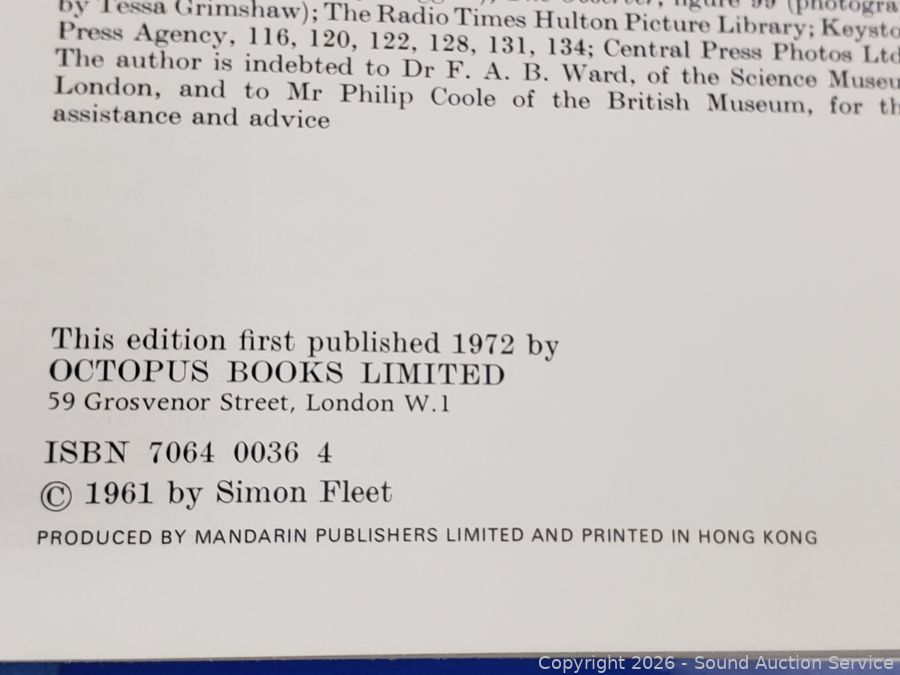 by Tessa Grimshaw); The Radio Times Hulton Picture Library; Keysto
Press Agency, 116, 120, 122, 128, 131, 134; Central Press Photos Ltd
The author is indebted to Dr F. A. B. Ward, of the Science Museu
London, and to Mr Philip Coole of the British Museum, for th
assistance and advice
This edition first published 1972 by
OCTOPUS BOOKS LIMITED
59 Grosvenor Street, London W.1
ISBN 7064 0036 4
© 1961 by Simon Fleet
PRODUCED BY MANDARIN PUBLISHERS LIMITED AND PRINTED IN HONG KONG
Copyright 2026 - Sound Auction Service